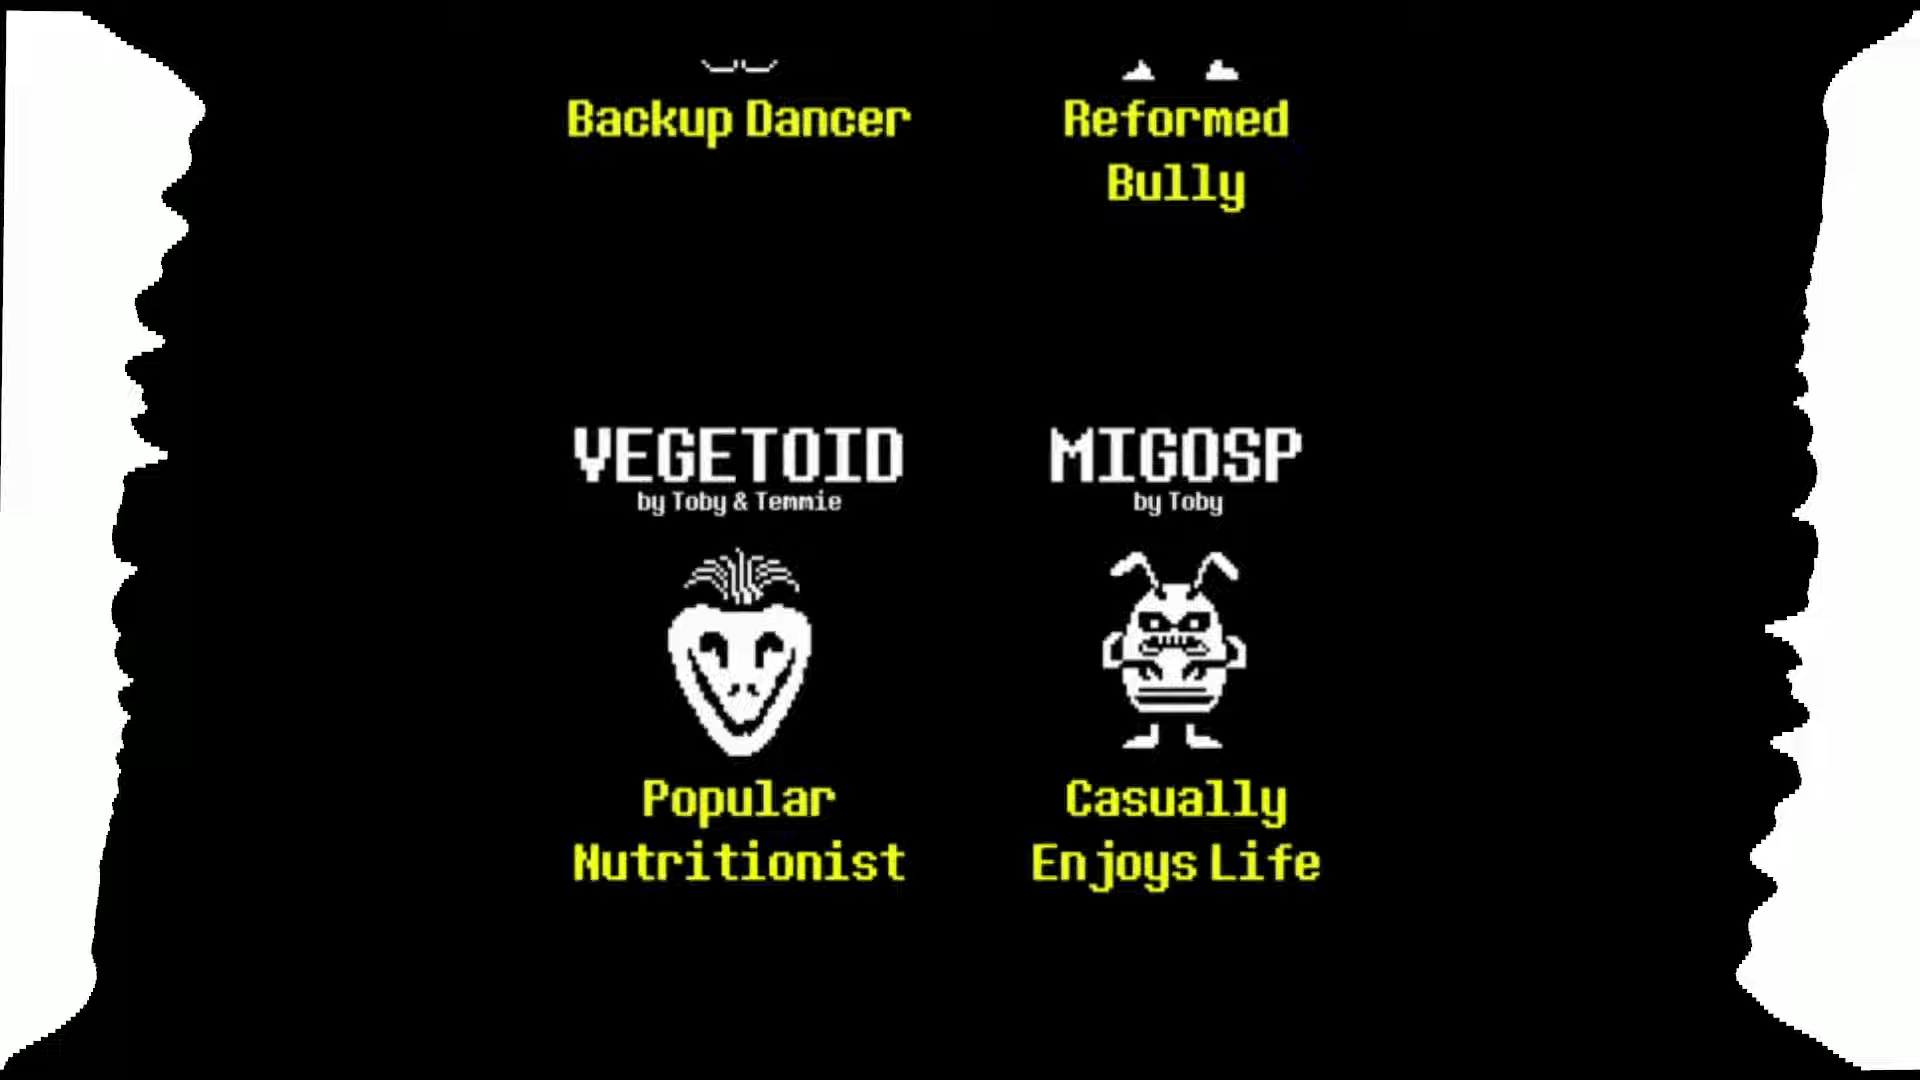 Backup Dancer
Reformed
Bully
VEGETOID
by Toby & Temmie
MIGOSP
by Toby
Popular
Nutritionist
Casually
Enjoys Life